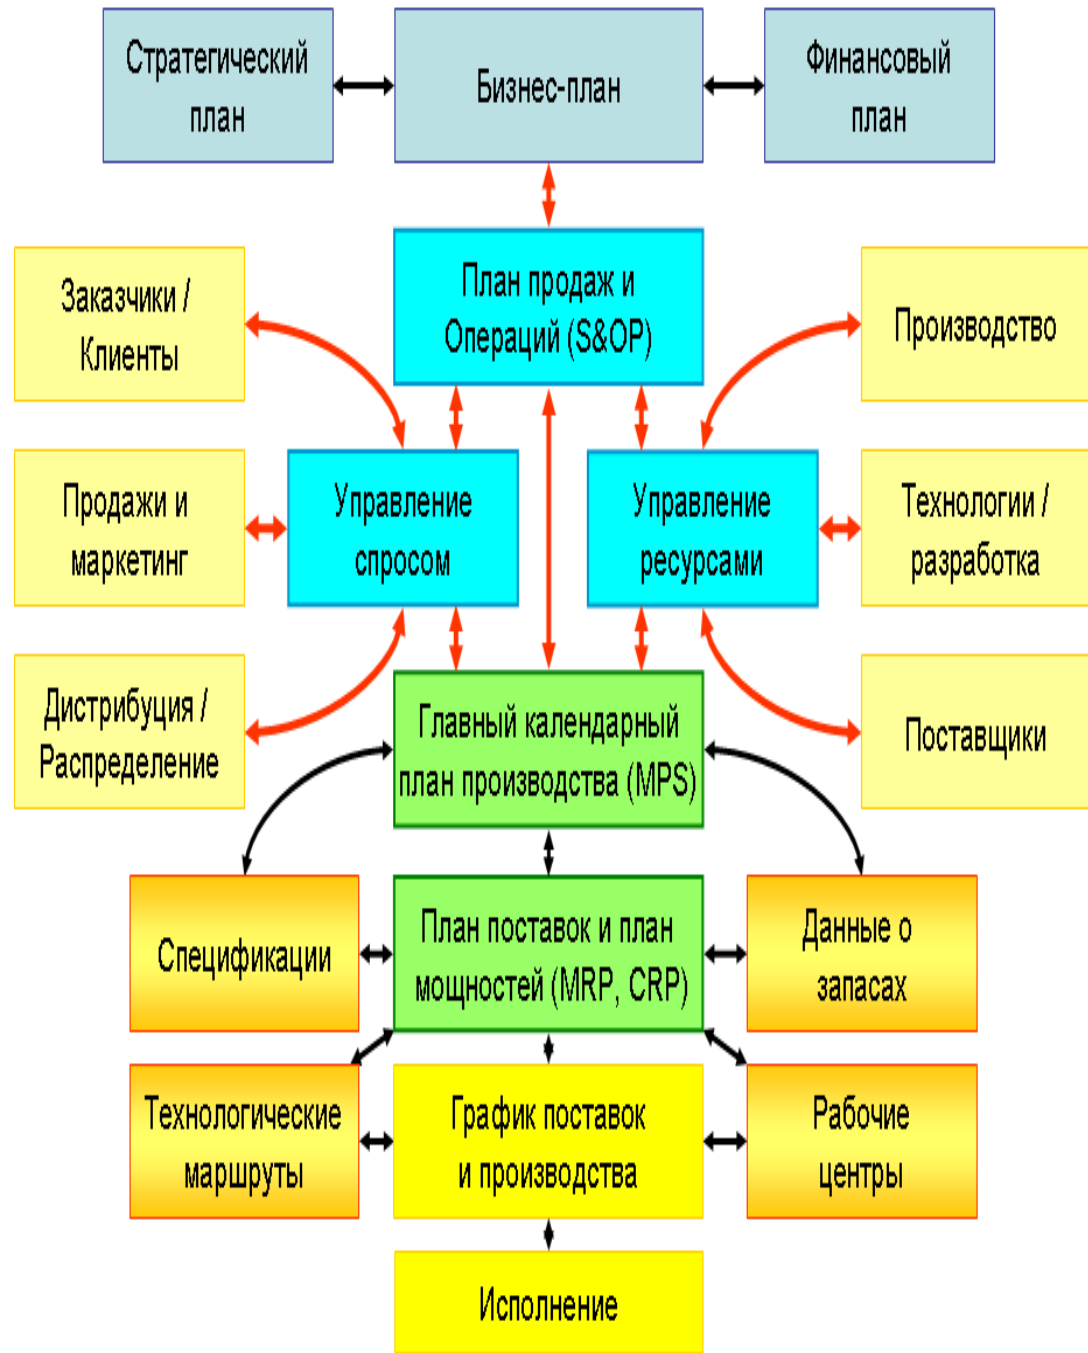 Стратегический
план
Бизнес-план
Финансовый
план
План продаж и
Операций (S&OP)
Заказчики /
Клиенты
Производство
Продажи и
маркетинг
Управление
спросом
Управление
ресурсами
Технологии /
разработка
Дистрибуция /
Распределение
Главный календарный
план производства (MPS)
Поставщики
Спецификации
План поставок и план
мощностей (MRP, CRP)
Данные о
запасах
Технологические
маршруты
График поставок
и производства
Рабочие
центры
Исполнение